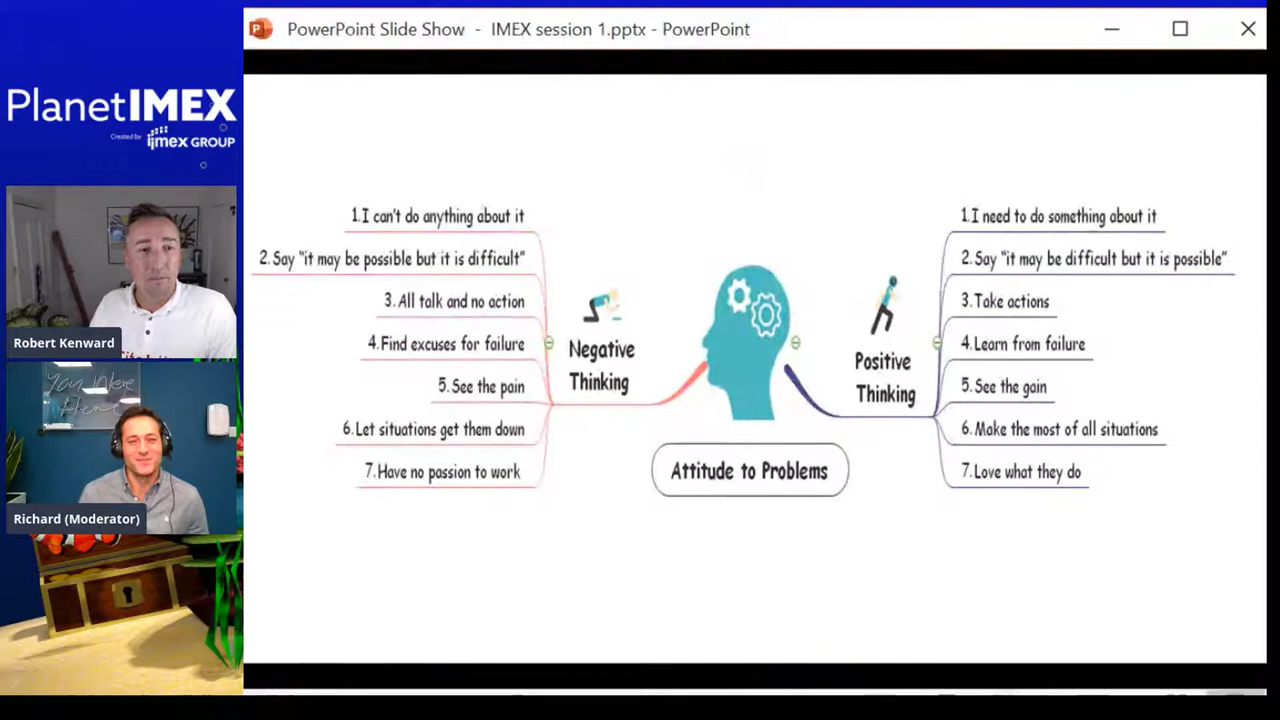 PowerPoint Slide Show - IMEX session 1.pptx - PowerPoint
PlanetIMEX
Created by imex GROUP
Robert Kenward
You Were
Here
Richard (Moderator)
1.I can't do anything about it
2.Say "it may be possible but it is difficult"
3.All talk and no action
4.Find excuses for failure
5.See the pain
6.Let situations get them down
7.Have no passion to work
Negative
Thinking
Attitude to Problems
Positive
Thinking
1.I need to do something about it
2.Say "it may be difficult but it is possible"
3.Take actions
4.Learn from failure
5.See the gain
6.Make the most of all situations
7.Love what they do